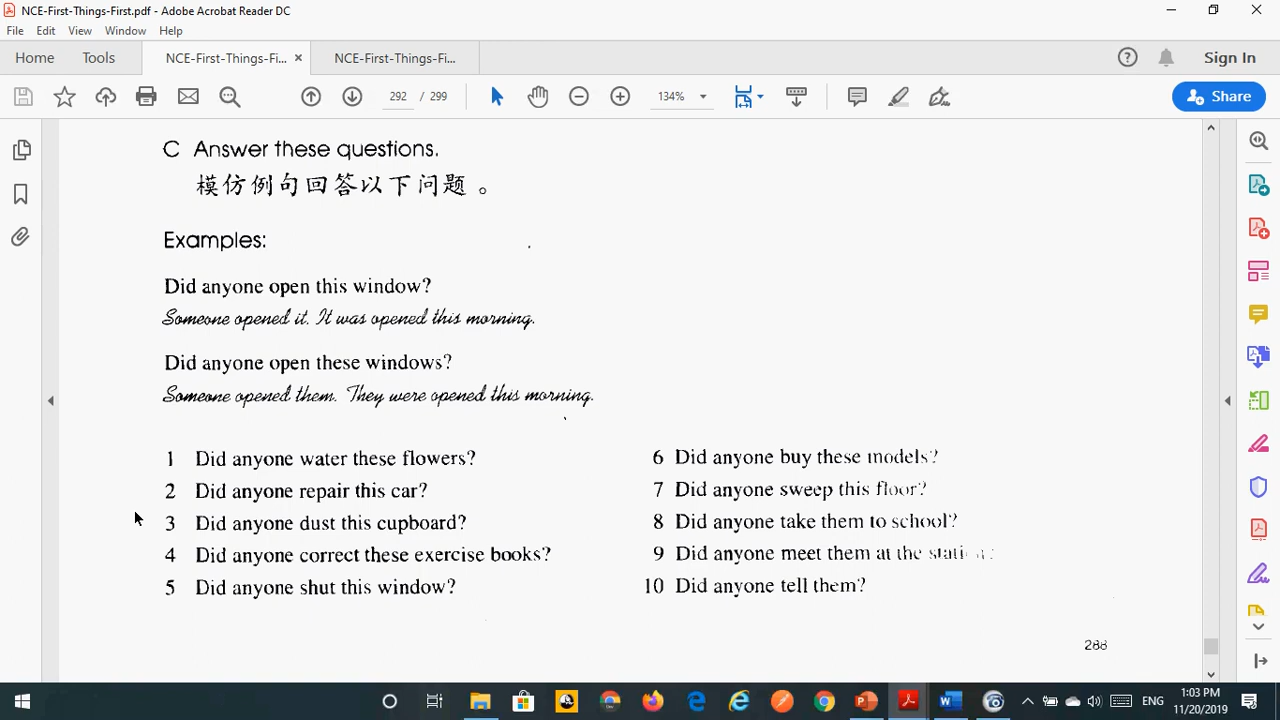 NCE-First-Things-First.pdf - Adobe Acrobat Reader DC
File Edit View Window Help
Home Tools NCE-First-Things-Fi... × NCE-First-Things-Fi... Sign In
292 / 299 134% Share
C Answer these questions.
模仿例句回答以下问题。
Examples:
Did anyone open this window?
Someone opened it. It was opened this morning.
Did anyone open these windows?
Someone opened them. They were opened this morning.
1 Did anyone water these flowers?
2 Did anyone repair this car?
3 Did anyone dust this cupboard?
4 Did anyone correct these exercise books?
5 Did anyone shut this window?
6 Did anyone buy these models?
7 Did anyone sweep this floor?
8 Did anyone take them to school?
9 Did anyone meet them at the
10 Did anyone tell them?
288
ENG
1:03 PM
11/20/2019